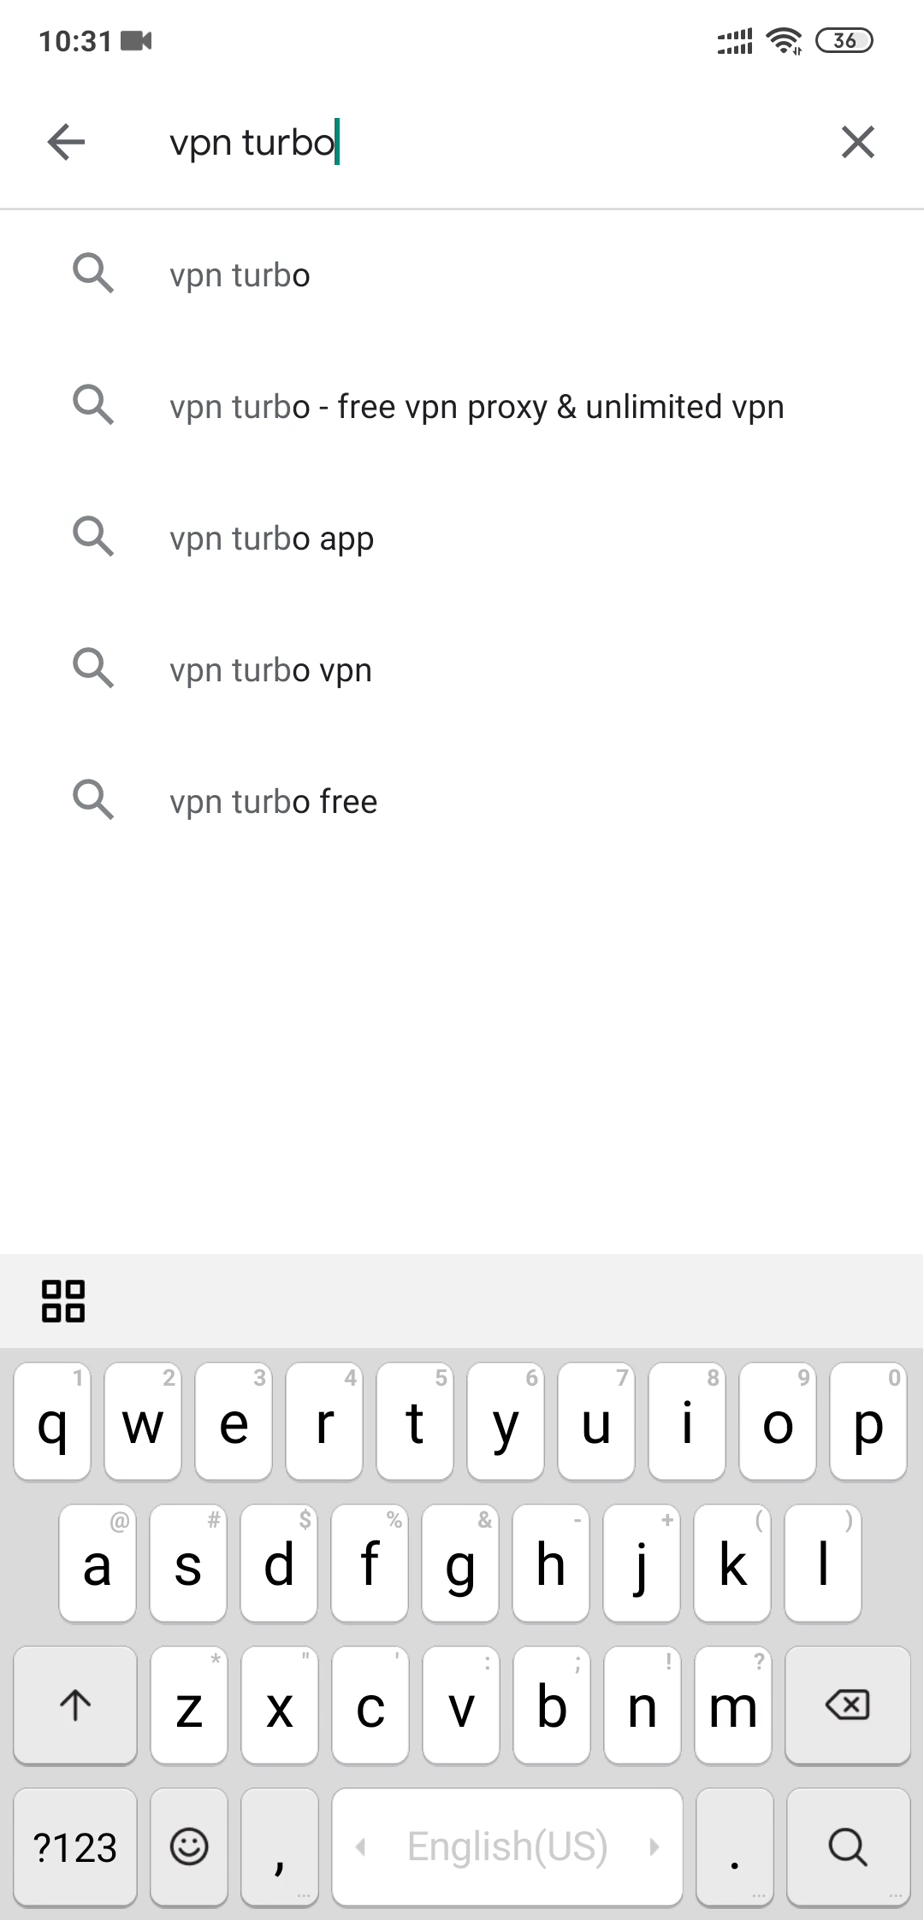 10:31 36
vpn turbo
vpn turbo
vpn turbo - free vpn proxy & unlimited vpn
vpn turbo app
vpn turbo vpn
vpn turbo free
1 2 3 4 5 6 7 8 9 0
q w e r t y u i o p
@ # $ % & - + ( )
a s d f g h j k l
* " ' : ; ! ?
z x c v b n m
?123 , English(US) .
... ... ...